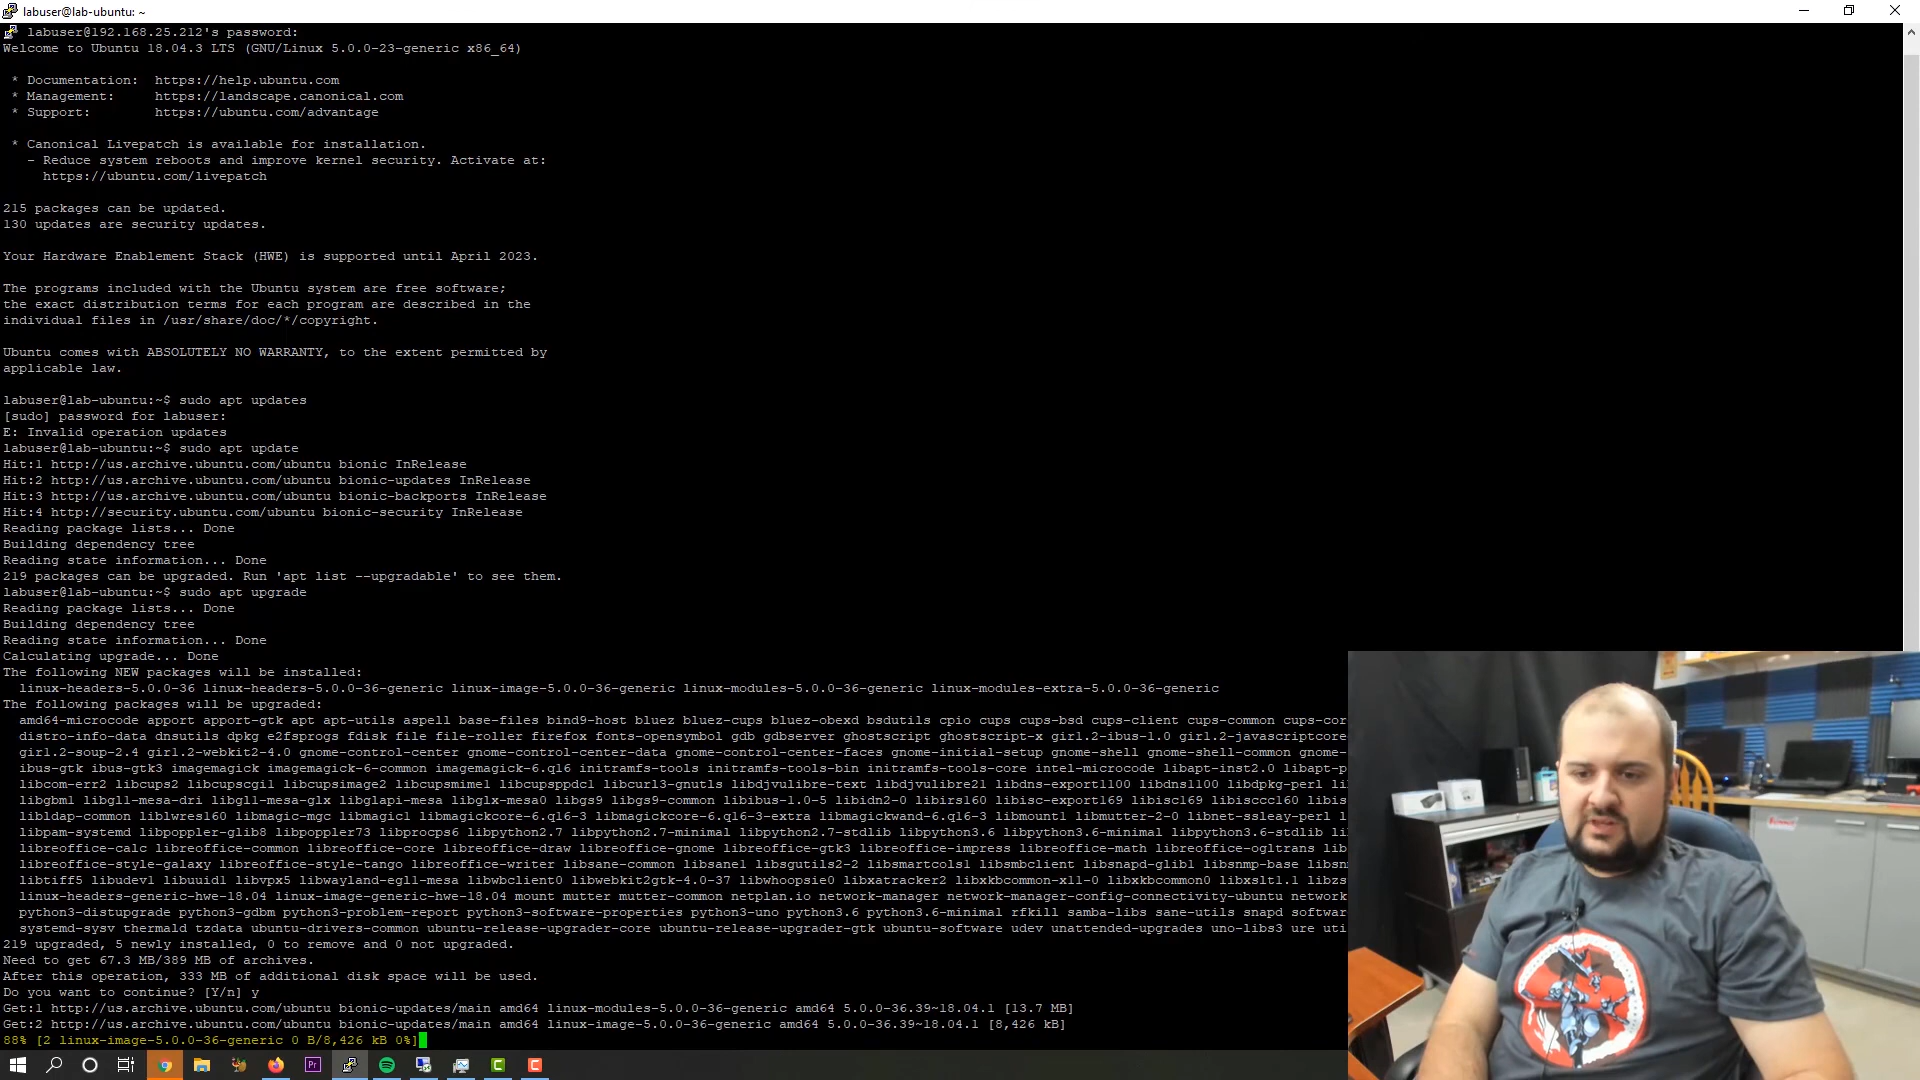 labuser@lab-ubuntu: ~
labuser@192.168.25.212's password:
Welcome to Ubuntu 18.04.3 LTS (GNU/Linux 5.0.0-23-generic x86_64)
* Documentation: https://help.ubuntu.com
* Management: https://landscape.canonical.com
* Support: https://ubuntu.com/advantage
* Canonical Livepatch is available for installation.
- Reduce system reboots and improve kernel security. Activate at:
https://ubuntu.com/livepatch
215 packages can be updated.
130 updates are security updates.
Your Hardware Enablement Stack (HWE) is supported until April 2023.
The programs included with the Ubuntu system are free software;
the exact distribution terms for each program are described in the
individual files in /usr/share/doc/*/copyright.
Ubuntu comes with ABSOLUTELY NO WARRANTY, to the extent permitted by
applicable law.
labuser@lab-ubuntu:~$ sudo apt updates
[sudo] password for labuser:
E: Invalid operation updates
labuser@lab-ubuntu:~$ sudo apt update
Hit:1 http://us.archive.ubuntu.com/ubuntu bionic InRelease
Hit:2 http://us.archive.ubuntu.com/ubuntu bionic-updates InRelease
Hit:3 http://us.archive.ubuntu.com/ubuntu bionic-backports InRelease
Hit:4 http://security.ubuntu.com/ubuntu bionic-security InRelease
Reading package lists... Done
Building dependency tree
Reading state information... Done
219 packages can be upgraded. Run 'apt list --upgradable' to see them.
labuser@lab-ubuntu:~$ sudo apt upgrade
Reading package lists... Done
Building dependency tree
Reading state information... Done
Calculating upgrade... Done
The following NEW packages will be installed:
linux-headers-5.0.0-36 linux-headers-5.0.0-36-generic linux-image-5.0.0-36-generic linux-modules-5.0.0-36-generic linux-modules-extra-5.0.0-36-generic
The following packages will be upgraded:
amd64-microcode apport apport-gtk apt apt-utils aspell base-files bind9-host bluez bluez-cups bluez-obexd bsdutils cpio cups cups-bsd cups-client cups-common cups-cor
distro-info-data dnsutils dpkg e2fsprogs fdisk file file-roller firefox fonts-opensymbol gdb gdbserver ghostscript ghostscript-x gir1.2-ibus-1.0 gir1.2-javascriptcore
gir1.2-soup-2.4 gir1.2-webkit2-4.0 gnome-control-center gnome-control-center-data gnome-control-center-faces gnome-initial-setup gnome-shell gnome-shell-common gnome-
ibus-gtk ibus-gtk3 imagemagick imagemagick-6-common imagemagick-6.q16 initramfs-tools initramfs-tools-bin initramfs-tools-core intel-microcode libapt-inst2.0 libapt-p
libcom-err2 libcups2 libcupscgi1 libcupsimage2 libcupsmime1 libcupsppdc1 libcurl3-gnutls libdjvulibre-text libdjvulibre21 libdns-export1100 libdns1100 libdpkg-perl li
libgbm1 libgl1-mesa-dri libgl1-mesa-glx libglapi-mesa libglx-mesa0 libgs9 libgs9-common libibus-1.0-5 libidn2-0 libirs160 libisc-export169 libisc169 libisccc160 libis
libldap-common liblwres160 libmagic-mgc libmagic1 libmagickcore-6.q16-3 libmagickcore-6.q16-3-extra libmagickwand-6.q16-3 libmount1 libmutter-2-0 libnet-ssleay-perl l
libpam-systemd libpoppler-glib8 libpoppler73 libprocps6 libpython2.7 libpython2.7-minimal libpython2.7-stdlib libpython3.6 libpython3.6-minimal libpython3.6-stdlib li
libreoffice-calc libreoffice-common libreoffice-core libreoffice-draw libreoffice-gnome libreoffice-gtk3 libreoffice-impress libreoffice-math libreoffice-ogltrans lib
libreoffice-style-galaxy libreoffice-style-tango libreoffice-writer libsane-common libsane1 libsgutils2-2 libsmartcols1 libsmbclient libsnapd-glib1 libsnmp-base libsn
libtiff5 libudev1 libuuid1 libvpx5 libwayland-egl1-mesa libwbclient0 libwebkit2gtk-4.0-37 libwhoopsie0 libxatracker2 libxkbcommon-x11-0 libxkbcommon0 libxslt1.1 libzs
linux-headers-generic-hwe-18.04 linux-image-generic-hwe-18.04 mount mutter mutter-common netplan.io network-manager network-manager-config-connectivity-ubuntu network
python3-distupgrade python3-gdbm python3-problem-report python3-software-properties python3-uno python3.6 python3.6-minimal rfkill samba-libs sane-utils snapd softwar
systemd-sysv thermald tzdata ubuntu-drivers-common ubuntu-release-upgrader-core ubuntu-release-upgrader-gtk ubuntu-software udev unattended-upgrades uno-libs3 ure uti
219 upgraded, 5 newly installed, 0 to remove and 0 not upgraded.
Need to get 67.3 MB/389 MB of archives.
After this operation, 333 MB of additional disk space will be used.
Do you want to continue? [Y/n] y
Get:1 http://us.archive.ubuntu.com/ubuntu bionic-updates/main amd64 linux-modules-5.0.0-36-generic amd64 5.0.0-36.39~18.04.1 [13.7 MB]
Get:2 http://us.archive.ubuntu.com/ubuntu bionic-updates/main amd64 linux-image-5.0.0-36-generic amd64 5.0.0-36.39~18.04.1 [8,426 kB]
88% [2 linux-image-5.0.0-36-generic 0 B/8,426 kB 0%]
Pr